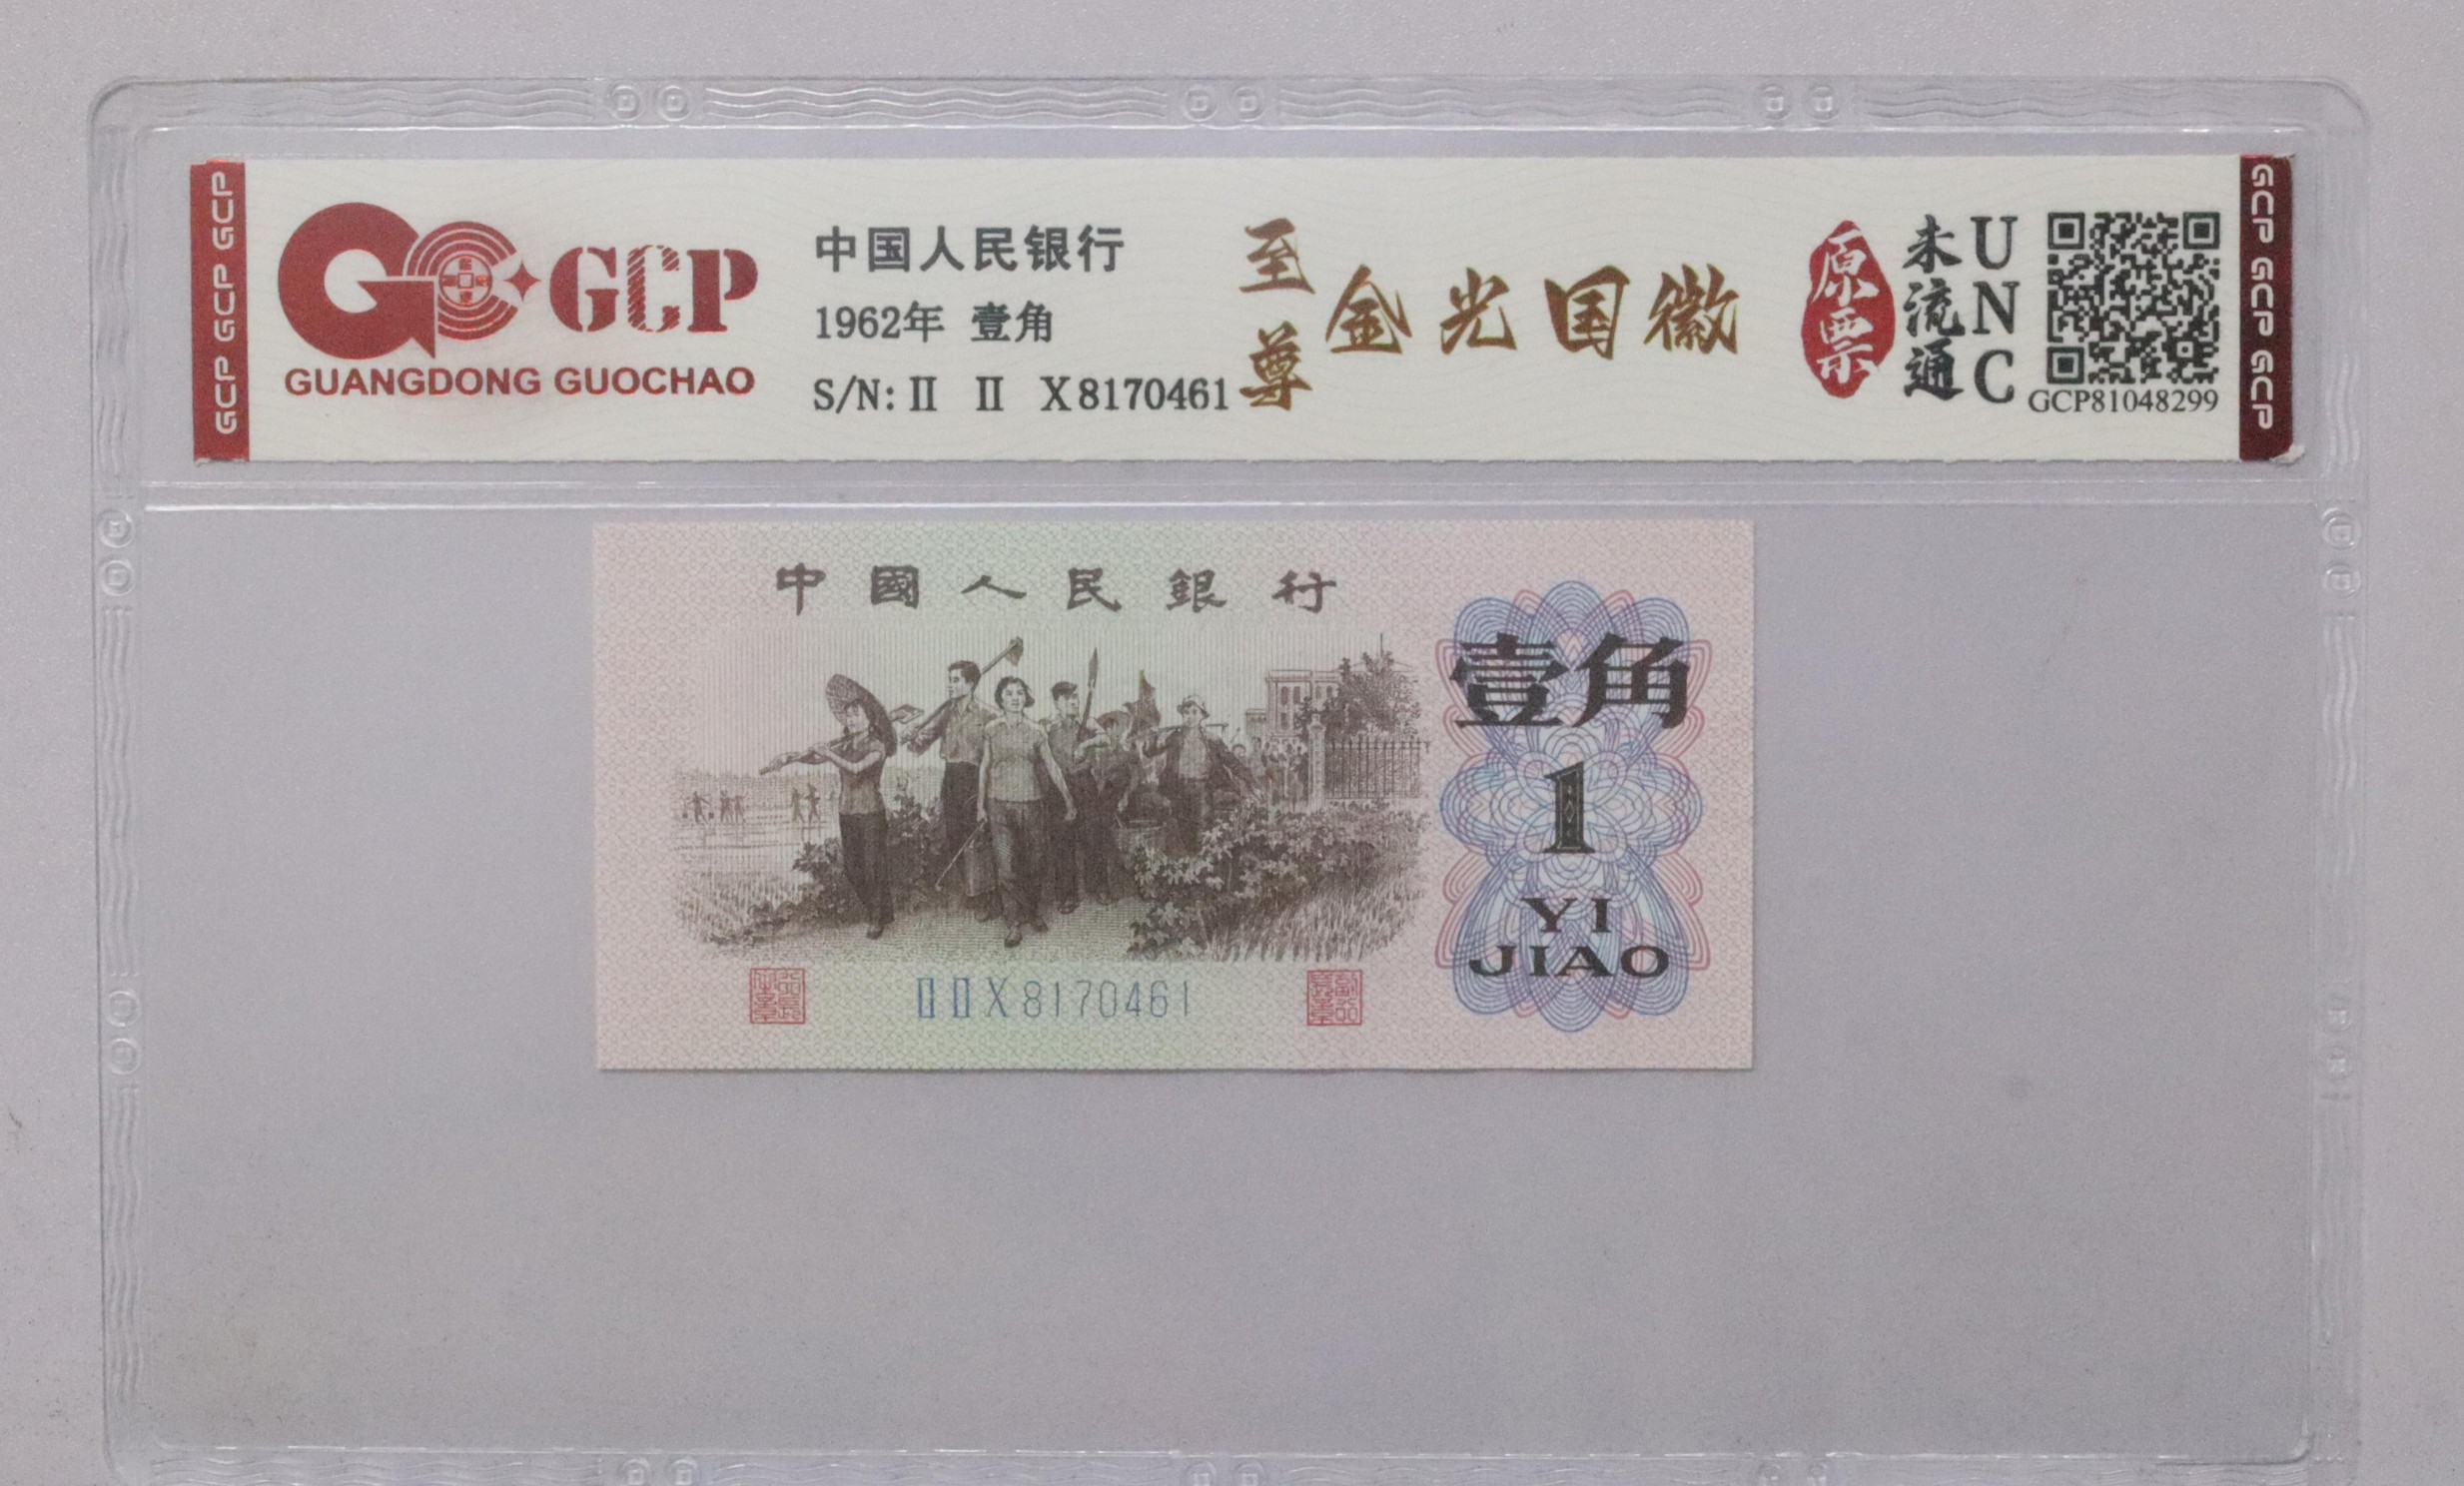 GCP GCP GCP
GCP
GUANGDONG GUOCHAO
中国人民银行
1962年 壹角
S/N: II II X8170461
至尊
金光国徽
原票
未流通
UNC
GCP81048299
GCP GCP GCP
中國人民銀行
壹角
1
YI
JIAO
II II X 8170461